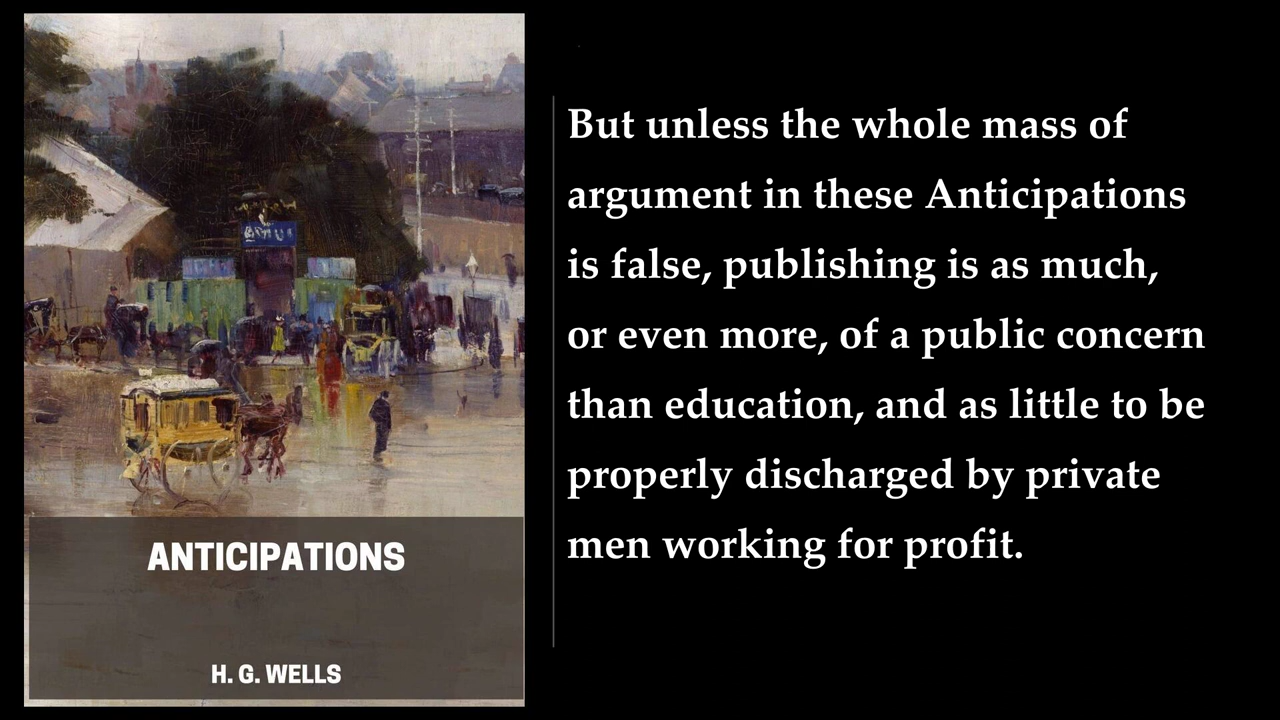 ANTICIPATIONS
H. G. WELLS
But unless the whole mass of
argument in these Anticipations
is false, publishing is as much,
or even more, of a public concern
than education, and as little to be
properly discharged by private
men working for profit.